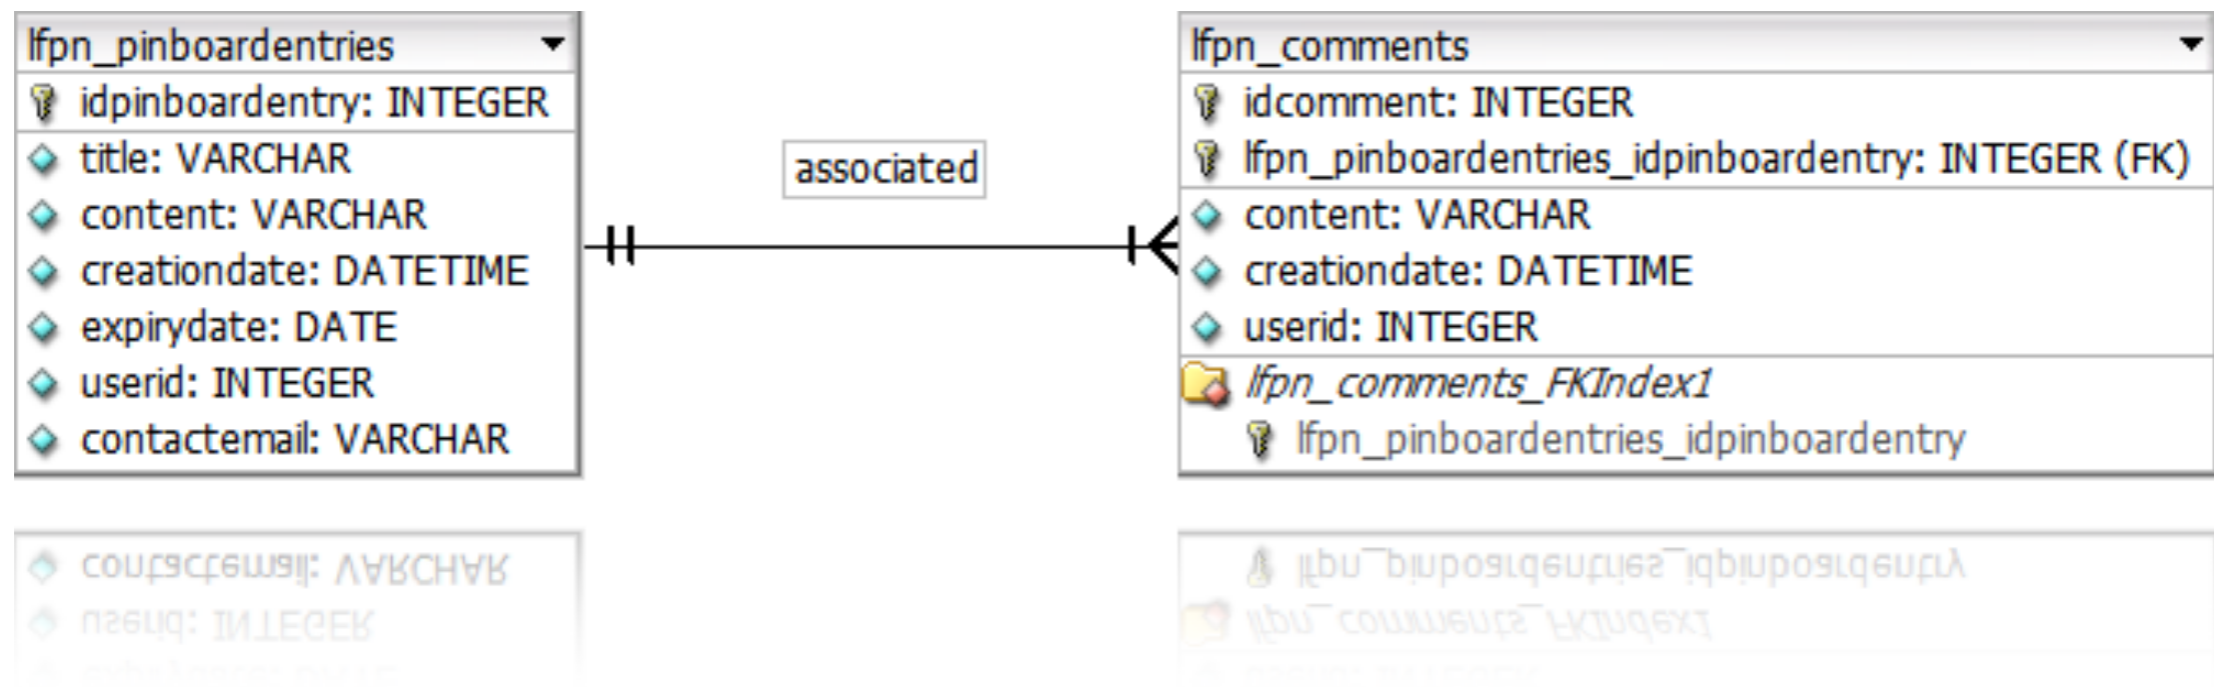 lfpn_pinboardentries
idpinboardentry: INTEGER
title: VARCHAR
content: VARCHAR
creationdate: DATETIME
expirydate: DATE
userid: INTEGER
contactemail: VARCHAR
associated
lfpn_comments
idcomment: INTEGER
lfpn_pinboardentries_idpinboardentry: INTEGER (FK)
content: VARCHAR
creationdate: DATETIME
userid: INTEGER
lfpn_comments_FKIndex1
lfpn_pinboardentries_idpinboardentry